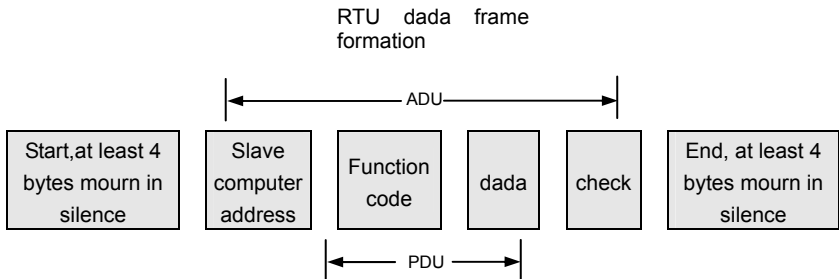 RTU dada frame
formation
ADU
Start,at least 4
bytes mourn in
silence
Slave
computer
address
Function
code
dada
check
End, at least 4
bytes mourn in
silence
PDU